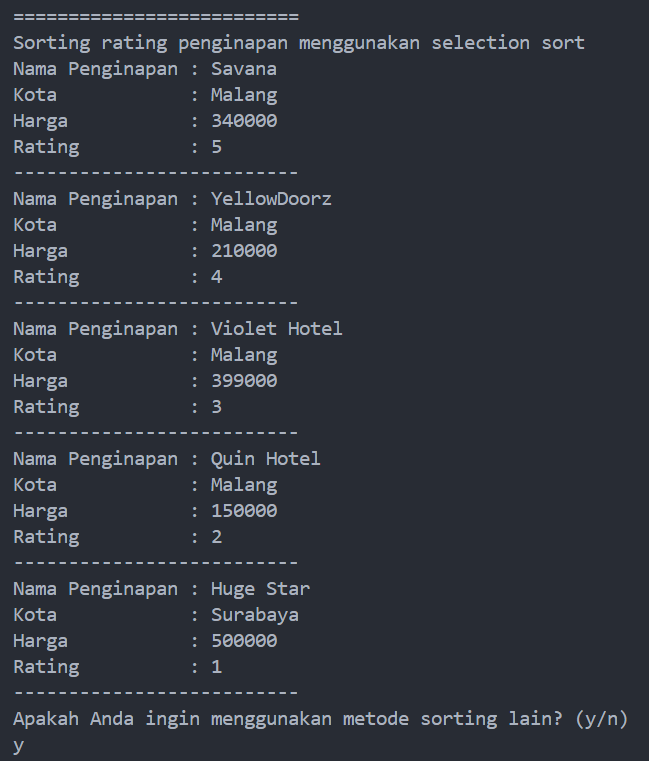 ==========================
Sorting rating penginapan menggunakan selection sort
Nama Penginapan : Savana
Kota            : Malang
Harga           : 340000
Rating          : 5
--------------------------
Nama Penginapan : YellowDoorz
Kota            : Malang
Harga           : 210000
Rating          : 4
--------------------------
Nama Penginapan : Violet Hotel
Kota            : Malang
Harga           : 399000
Rating          : 3
--------------------------
Nama Penginapan : Quin Hotel
Kota            : Malang
Harga           : 150000
Rating          : 2
--------------------------
Nama Penginapan : Huge Star
Kota            : Surabaya
Harga           : 500000
Rating          : 1
--------------------------
Apakah Anda ingin menggunakan metode sorting lain? (y/n)
y